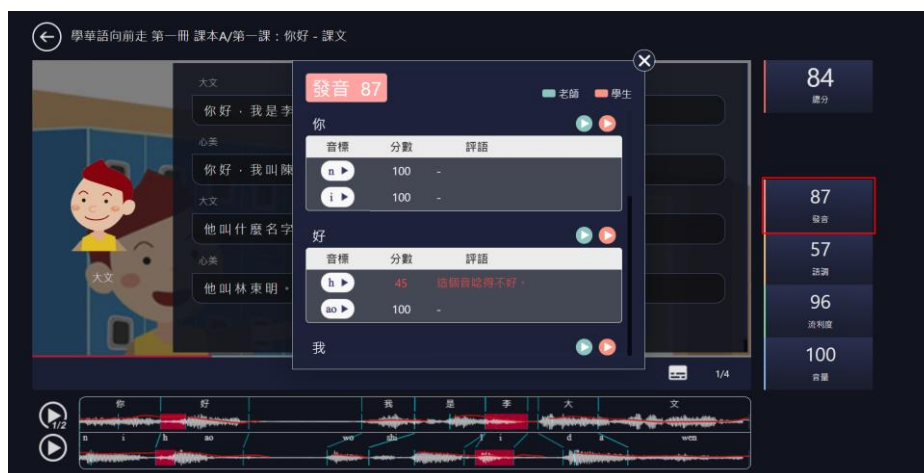 學華語向前走 第一冊 課本A/第一課：你好 - 課文
大文
你好，我是李
心美
你好，我叫陳
大文
他叫什麼名字
心美
他叫林東明。
大文
發音 87
老師 學生
你
音標 分數 評語
n 100 -
i 100 -
好
音標 分數 評語
h 45 這個音唸得不好。
ao 100 -
我
84
總分
87
發音
57
語調
96
流利度
100
音量
1/4
1/2
你 好 我 是 李 大 文
n i h ao wo shi l i d a wen